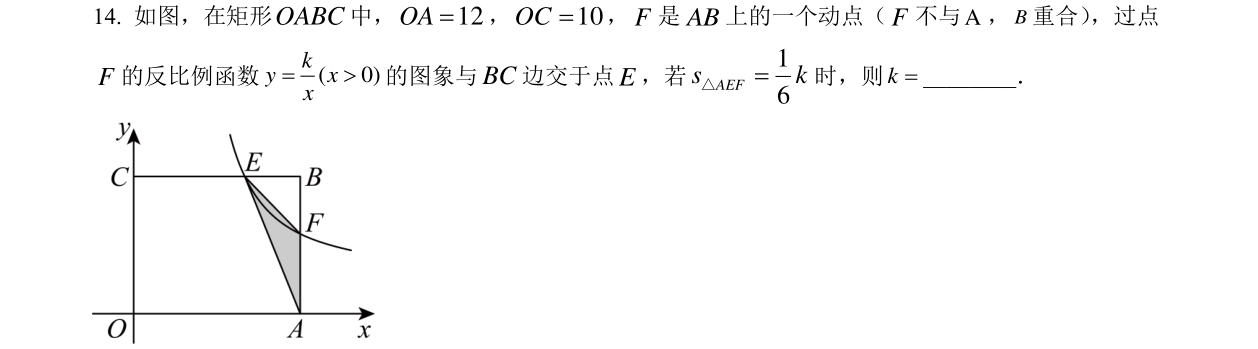 14. 如图，在矩形OABC中，OA=12，OC=10，F是AB上的一个动点（F不与A，B重合），过点
F的反比例函数y=k/x(x>0)的图象与BC边交于点E，若s△AEF=1/6k时，则k=________.
y
C
E
B
F
O
A
x